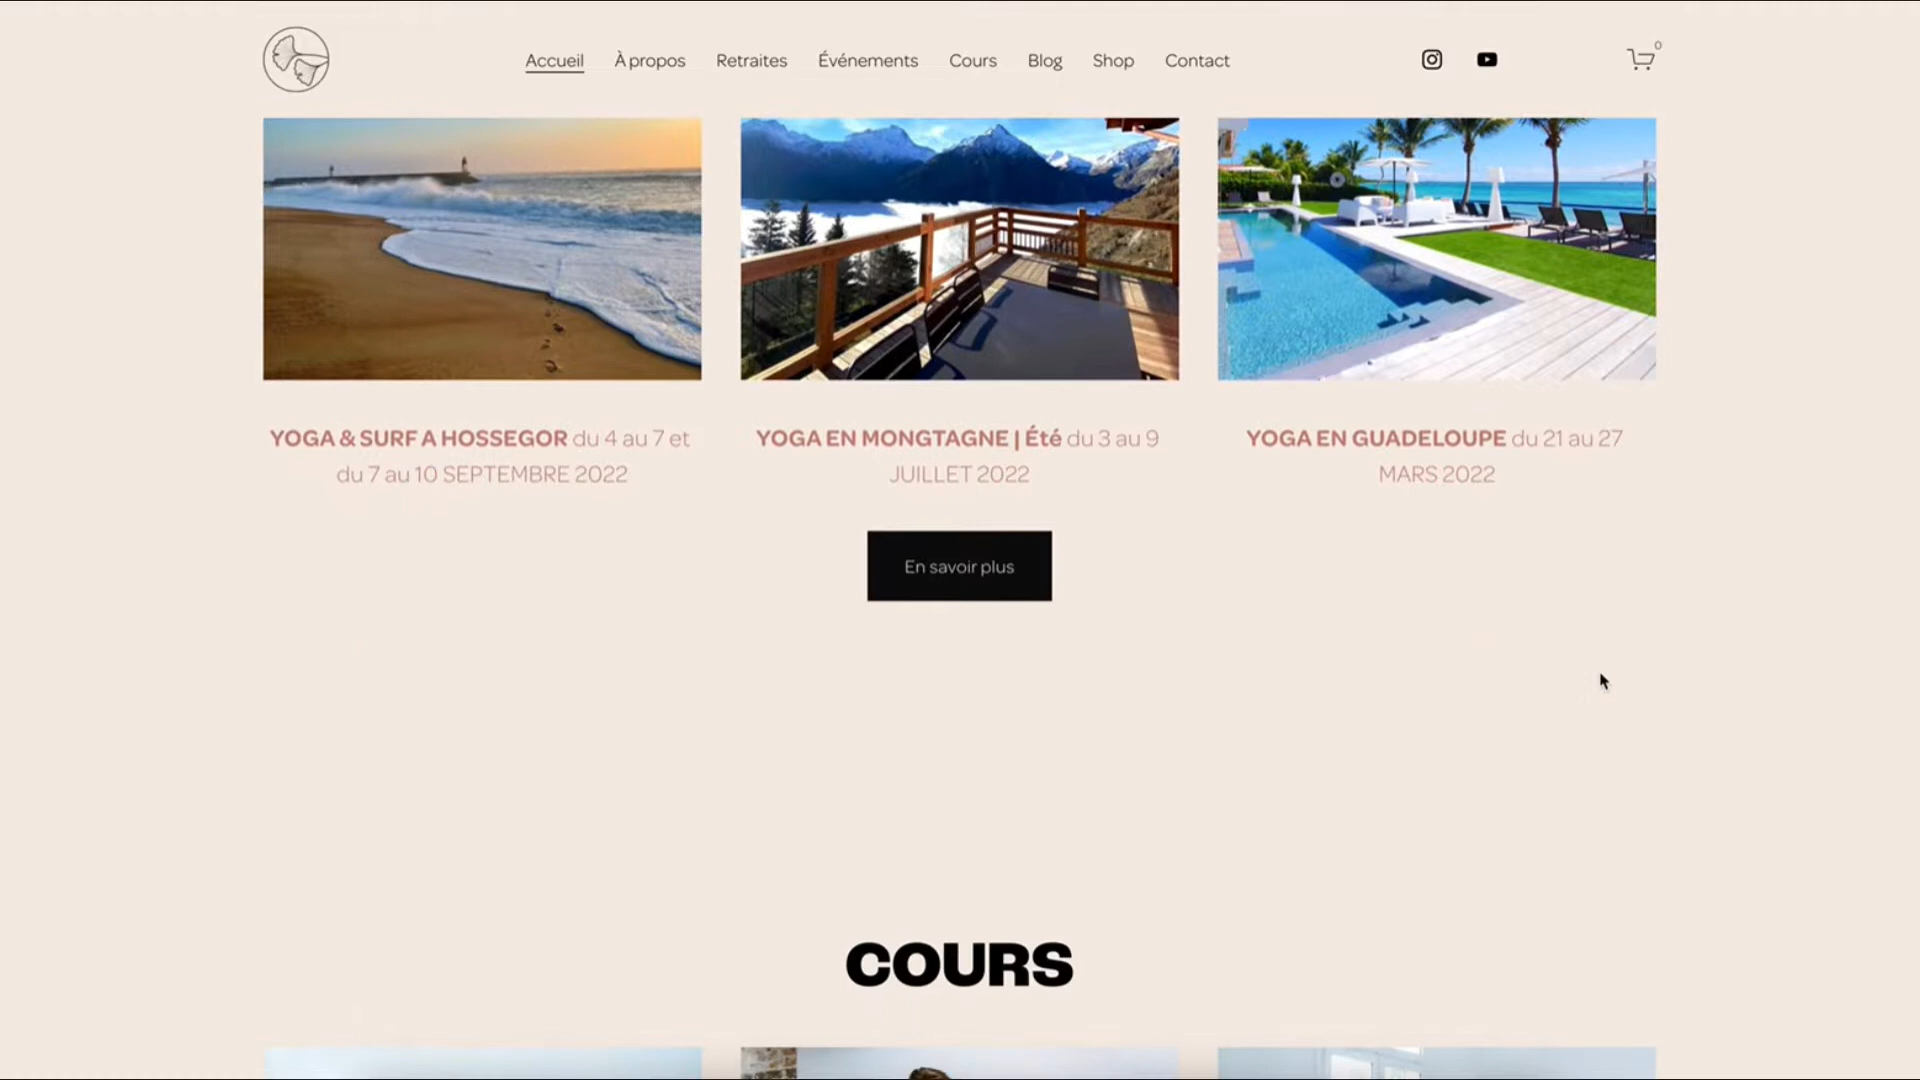 Accueil À propos Retraites Événements Cours Blog Shop Contact 0
YOGA & SURF A HOSSEGOR du 4 au 7 et
du 7 au 10 SEPTEMBRE 2022
YOGA EN MONGTAGNE | Été du 3 au 9
JUILLET 2022
YOGA EN GUADELOUPE du 21 au 27
MARS 2022
En savoir plus
COURS